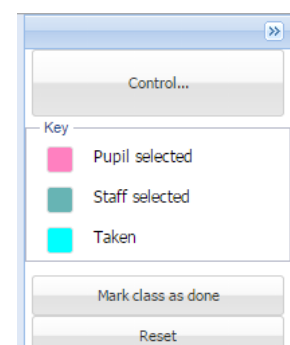 Control...
Key
Pupil selected
Staff selected
Taken
Mark class as done
Reset